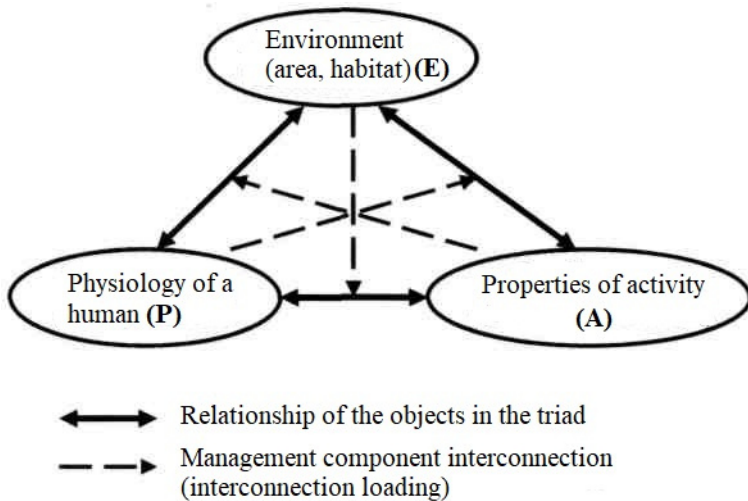 Environment
(area, habitat) (E)
Physiology of a
human (P)
Properties of activity
(A)
Relationship of the objects in the triad
Management component interconnection
(interconnection loading)